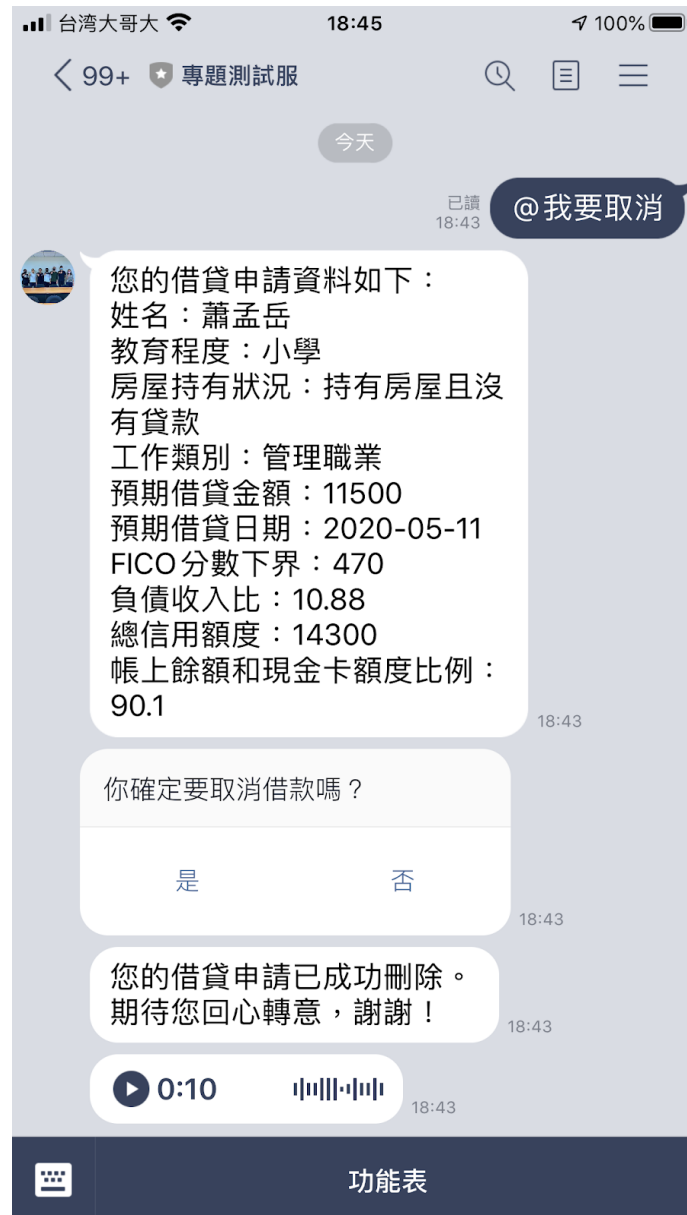 台湾大哥大 18:45 100%
99+ 專題測試服
今天
已讀
18:43
@我要取消
您的借貸申請資料如下：
姓名：蕭孟岳
教育程度：小學
房屋持有狀況：持有房屋且沒
有貸款
工作類別：管理職業
預期借貸金額：11500
預期借貸日期：2020-05-11
FICO分數下界：470
負債收入比：10.88
總信用額度：14300
帳上餘額和現金卡額度比例：
90.1
18:43
你確定要取消借款嗎？
是 否
18:43
您的借貸申請已成功刪除。
期待您回心轉意，謝謝！
18:43
0:10
18:43
功能表